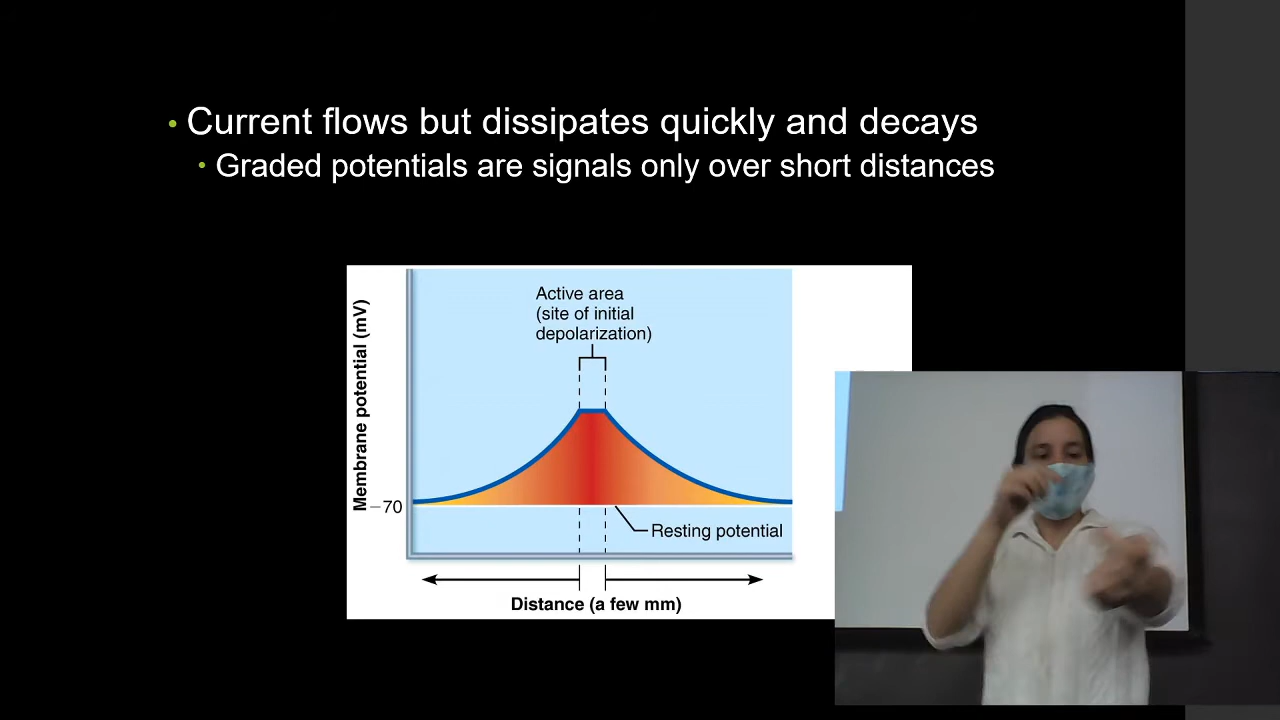 • Current flows but dissipates quickly and decays
• Graded potentials are signals only over short distances
Active area
(site of initial
depolarization)
Membrane potential (mV)
–70
Resting potential
Distance (a few mm)